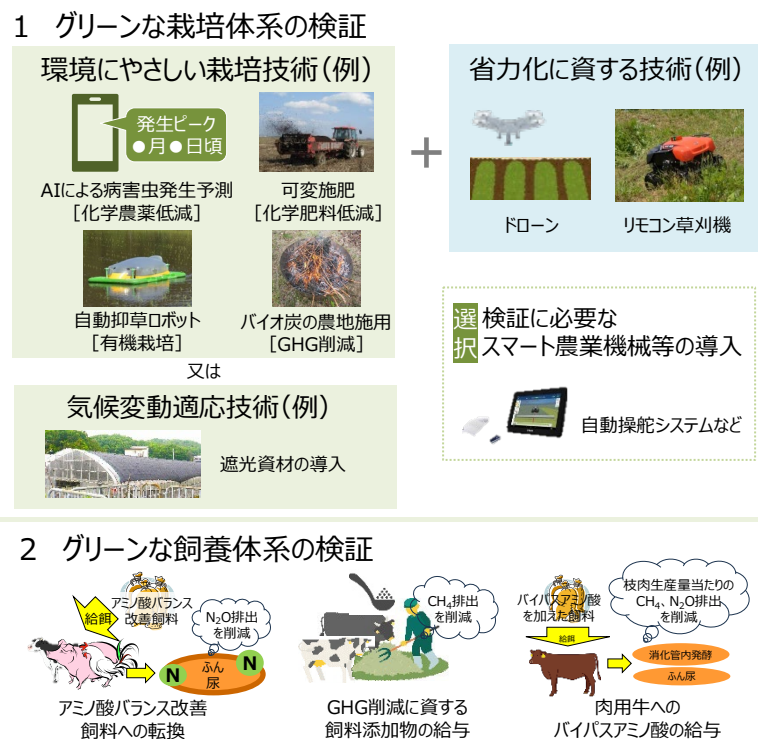 1 グリーンな栽培体系の検証
環境にやさしい栽培技術（例）
発生ピーク
●月●日頃
AIによる病害虫発生予測
［化学農薬低減］
可変施肥
［化学肥料低減］
自動抑草ロボット
［有機栽培］
バイオ炭の農地施用
［GHG削減］
又は
気候変動適応技術（例）
遮光資材の導入
＋
省力化に資する技術（例）
ドローン
リモコン草刈機
選択
検証に必要な
スマート農業機械等の導入
自動操舵システムなど
2 グリーンな飼養体系の検証
アミノ酸バランス
改善飼料
給餌
N₂O排出
を削減
N
ふん
尿
N
アミノ酸バランス改善
飼料への転換
CH₄排出
を削減
GHG削減に資する
飼料添加物の給与
バイパスアミノ酸
を加えた飼料
給餌
枝肉生産量当たりの
CH₄、N₂O排出
を削減
消化管内発酵
ふん尿
肉用牛への
バイパスアミノ酸の給与